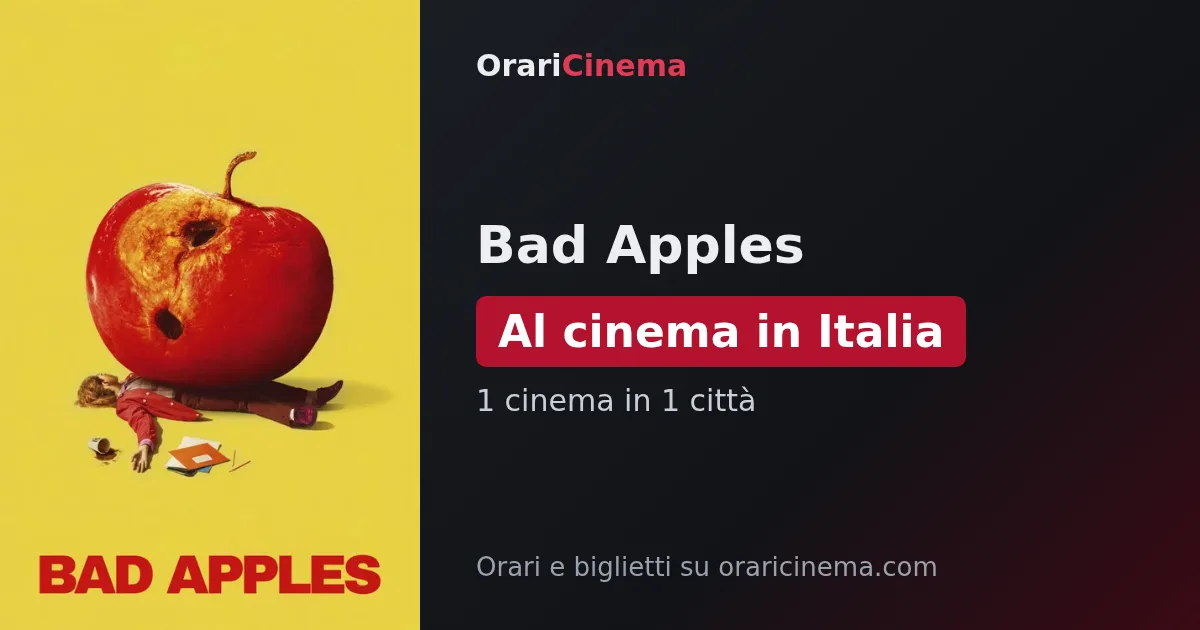 OrariCinema
Bad Apples
Al cinema in Italia
1 cinema in 1 città
Orari e biglietti su oraricinema.com
BAD APPLES